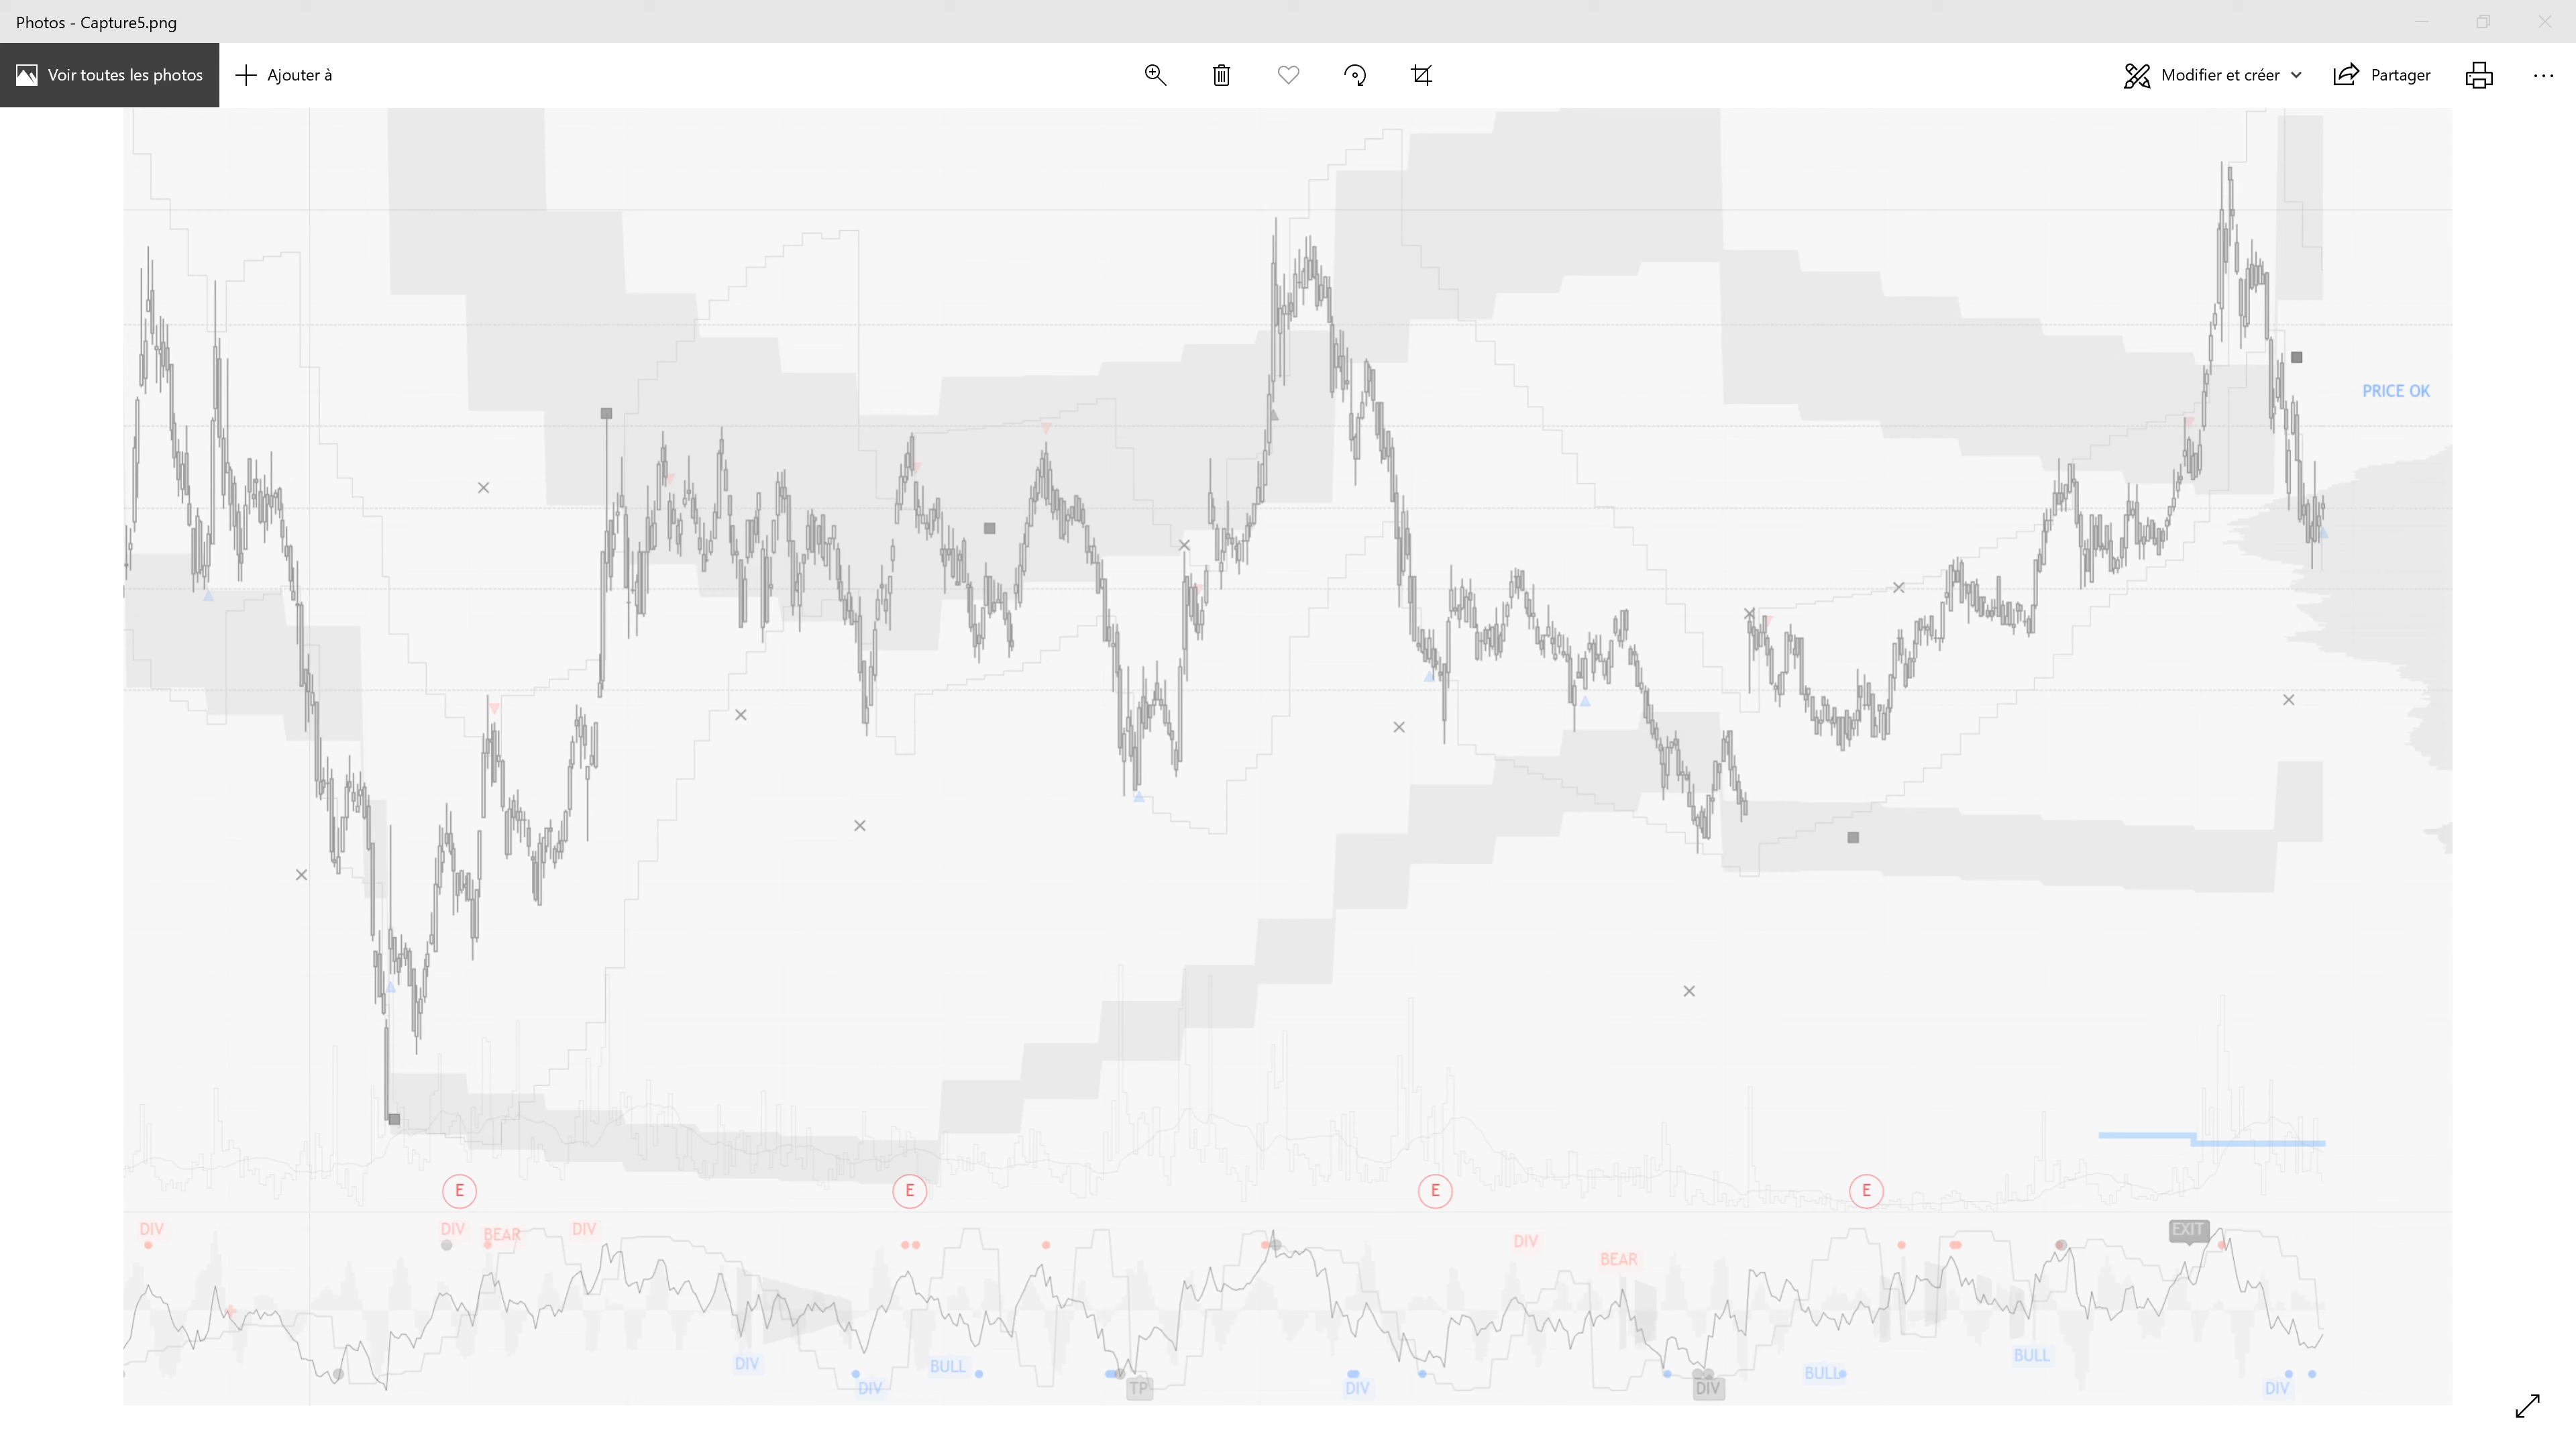 Photos - Capture5.png
Voir toutes les photos
Ajouter à
Modifier et créer
Partager
PRICE OK
E E E E
DIV DIV BEAR DIV DIV BEAR EXIT
DIV DIV BULL TP DIV DIV BULL BULL DIV